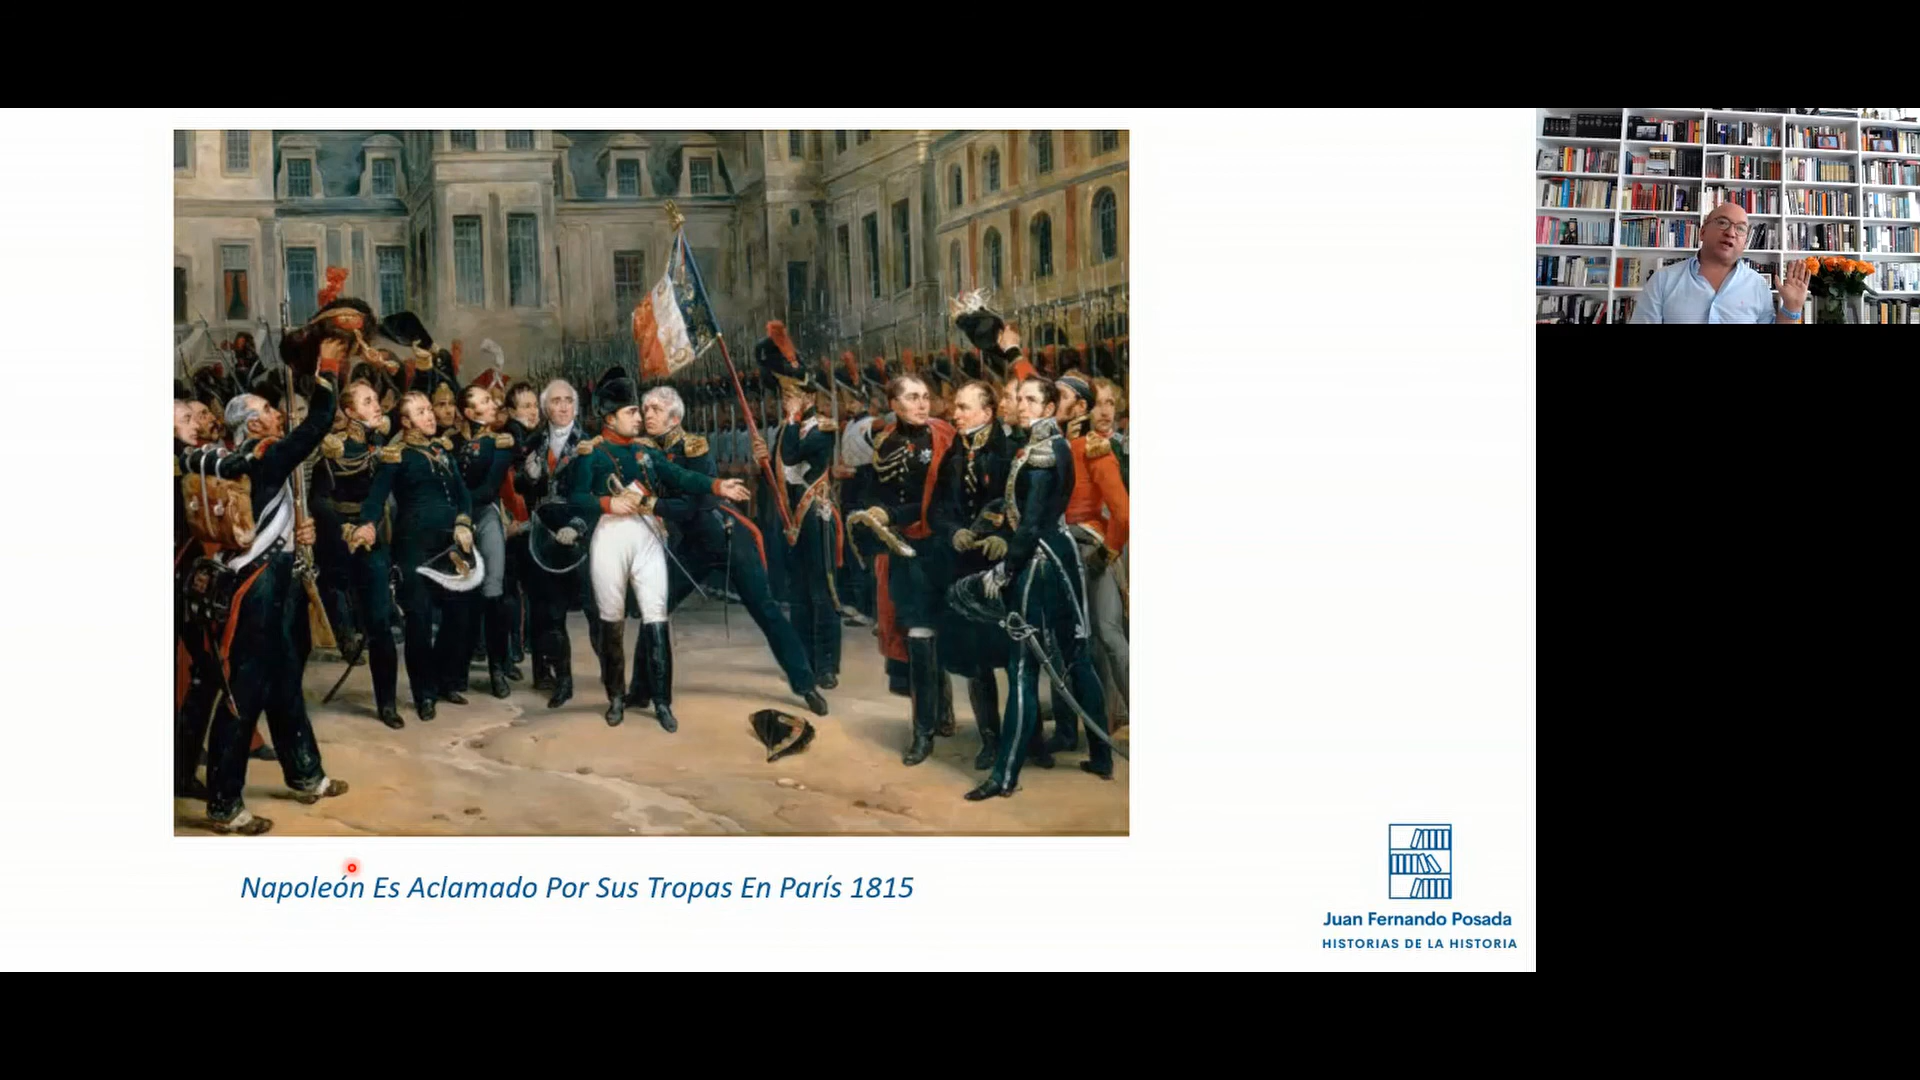 Napoleón Es Aclamado Por Sus Tropas En París 1815
Juan Fernando Posada
HISTORIAS DE LA HISTORIA